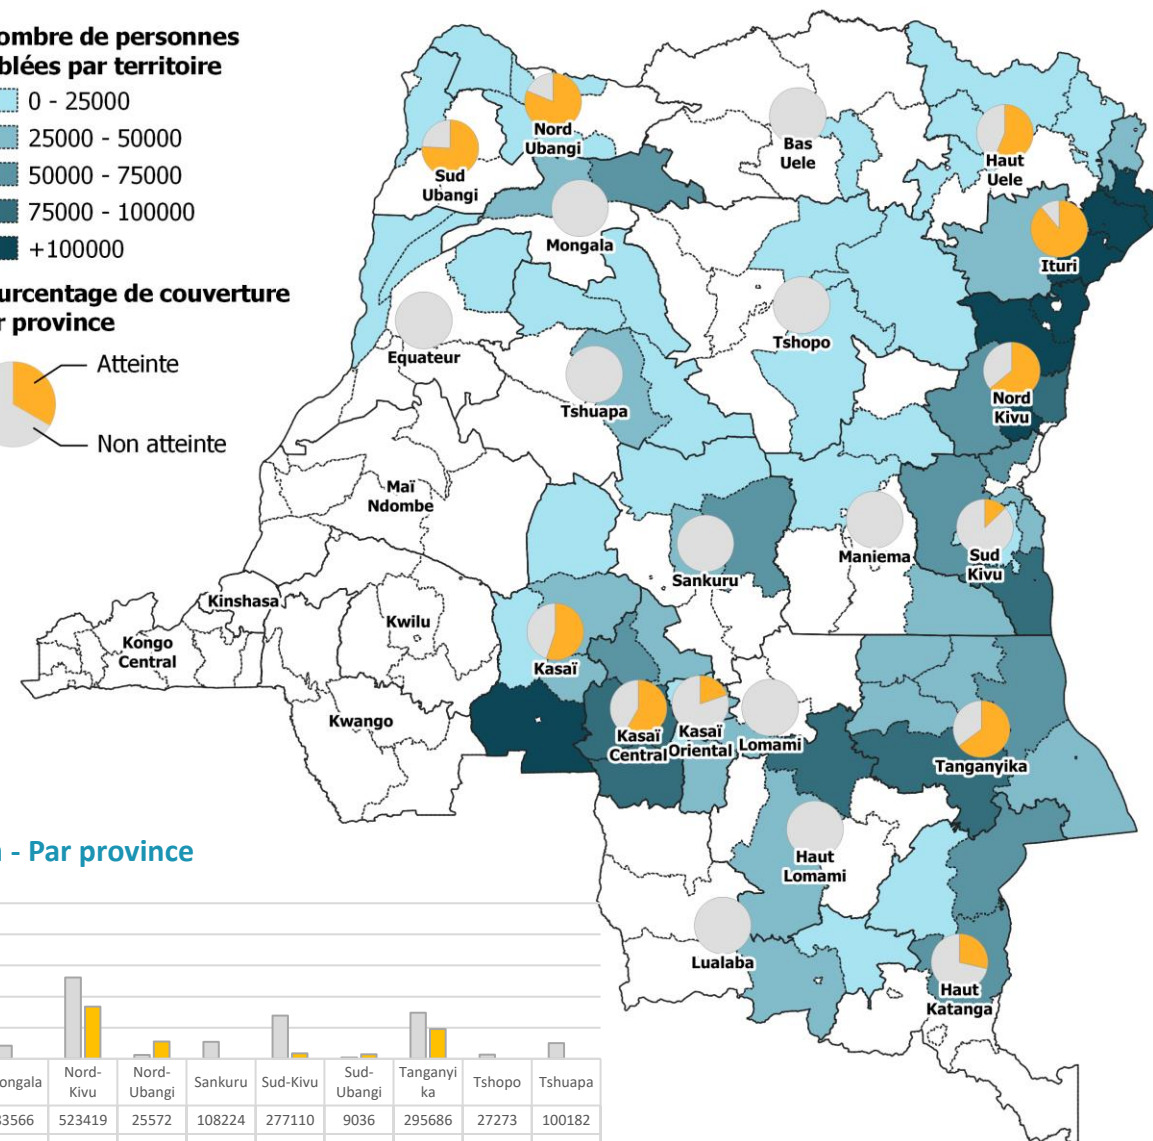 ombre de personnes
blées par territoire
0 - 25000
25000 - 50000
50000 - 75000
75000 - 100000
+100000
urcentage de couverture
r province
Atteinte
Non atteinte
Nord
Ubangi
Sud
Ubangi
Bas
Uele
Haut
Uele
Mongala
Ituri
Equateur
Tshopo
Tshuapa
Nord
Kivu
Maï
Ndombe
Maniema
Sud
Kivu
Sankuru
Kinshasa
Kongo
Central
Kwilu
Kasaï
Kwango
Kasaï
Central
Kasaï
Oriental
Lomami
Tanganyika
Haut
Lomami
Lualaba
Haut
Katanga
- Par province
ongala Nord-Kivu Nord-Ubangi Sankuru Sud-Kivu Sud-Ubangi Tanganyika Tshopo Tshuapa
83566 523419 25572 108224 277110 9036 295686 27273 100182